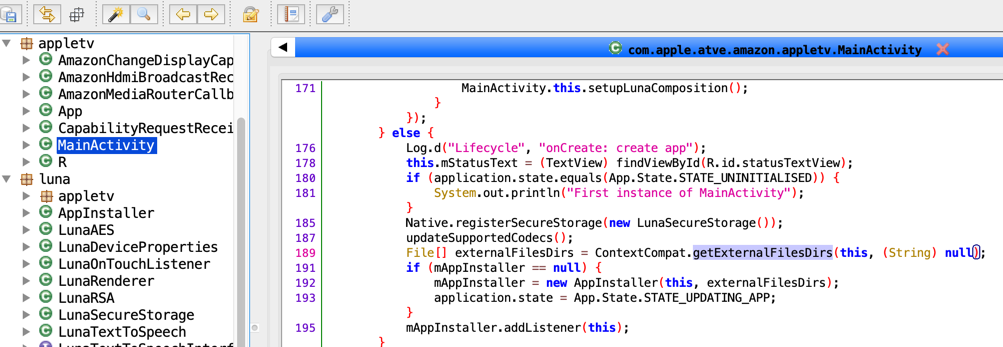 appletv
AmazonChangeDisplayCap
AmazonHdmiBroadcastRec
AmazonMediaRouterCallb
App
CapabilityRequestRecei
MainActivity
R
luna
appletv
AppInstaller
LunaAES
LunaDeviceProperties
LunaOnTouchListener
LunaRenderer
LunaRSA
LunaSecureStorage
LunaTextToSpeech
LunaTextToSpeechInterf
com.apple.atve.amazon.appletv.MainActivity
171 MainActivity.this.setupLunaComposition();
}
});
} else {
176 Log.d("Lifecycle", "onCreate: create app");
178 this.mStatusText = (TextView) findViewById(R.id.statusTextView);
180 if (application.state.equals(App.State.STATE_UNINITIALISED)) {
181 System.out.println("First instance of MainActivity");
}
185 Native.registerSecureStorage(new LunaSecureStorage());
187 updateSupportedCodecs();
189 File[] externalFilesDirs = ContextCompat.getExternalFilesDirs(this, (String) null);
191 if (mAppInstaller == null) {
192 mAppInstaller = new AppInstaller(this, externalFilesDirs);
193 application.state = App.State.STATE_UPDATING_APP;
}
195 mAppInstaller.addListener(this);
}